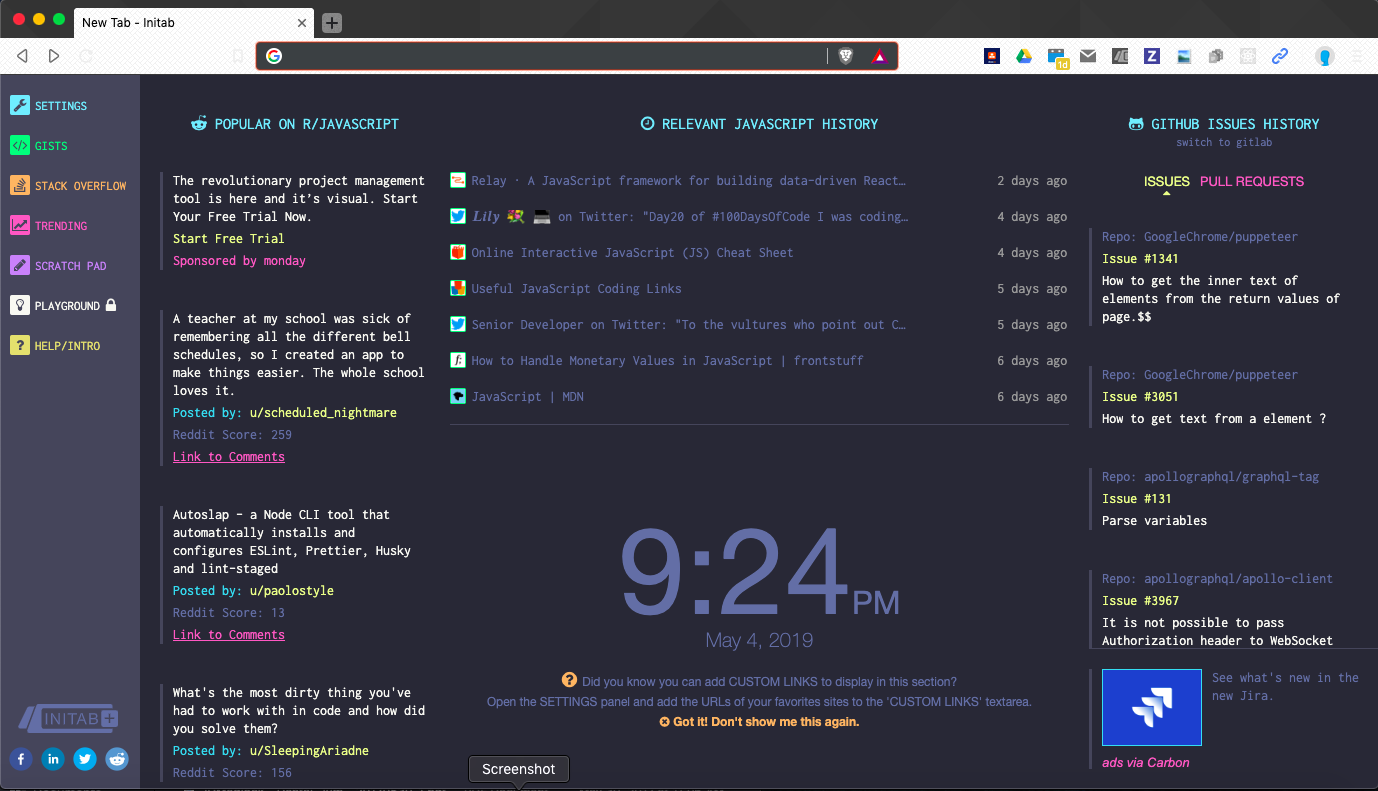 New Tab - Initab
1d
Z
SETTINGS
GISTS
STACK OVERFLOW
TRENDING
SCRATCH PAD
PLAYGROUND
? HELP/INTRO
INITAB+
POPULAR ON R/JAVASCRIPT
The revolutionary project management
tool is here and it’s visual. Start
Your Free Trial Now.
Start Free Trial
Sponsored by monday
A teacher at my school was sick of
remembering all the different bell
schedules, so I created an app to
make things easier. The whole school
loves it.
Posted by: u/scheduled_nightmare
Reddit Score: 259
Link to Comments
Autoslap – a Node CLI tool that
automatically installs and
configures ESLint, Prettier, Husky
and lint-staged
Posted by: u/paolostyle
Reddit Score: 13
Link to Comments
What's the most dirty thing you've
had to work with in code and how did
you solve them?
Posted by: u/SleepingAriadne
Reddit Score: 156
RELEVANT JAVASCRIPT HISTORY
Relay · A JavaScript framework for building data-driven React… 2 days ago
Lily 💐 💻 on Twitter: "Day20 of #100DaysOfCode I was coding… 4 days ago
Online Interactive JavaScript (JS) Cheat Sheet 4 days ago
Useful JavaScript Coding Links 5 days ago
Senior Developer on Twitter: "To the vultures who point out C… 5 days ago
How to Handle Monetary Values in JavaScript | frontstuff 6 days ago
JavaScript | MDN 6 days ago
9:24 PM
May 4, 2019
Did you know you can add CUSTOM LINKS to display in this section?
Open the SETTINGS panel and add the URLs of your favorites sites to the 'CUSTOM LINKS' textarea.
Got it! Don't show me this again.
Screenshot
GITHUB ISSUES HISTORY
switch to gitlab
ISSUES PULL REQUESTS
Repo: GoogleChrome/puppeteer
Issue #1341
How to get the inner text of
elements from the return values of
page.$$
Repo: GoogleChrome/puppeteer
Issue #3051
How to get text from a element ?
Repo: apollographql/graphql-tag
Issue #131
Parse variables
Repo: apollographql/apollo-client
Issue #3967
It is not possible to pass
Authorization header to WebSocket
See what's new in the
new Jira.
ads via Carbon